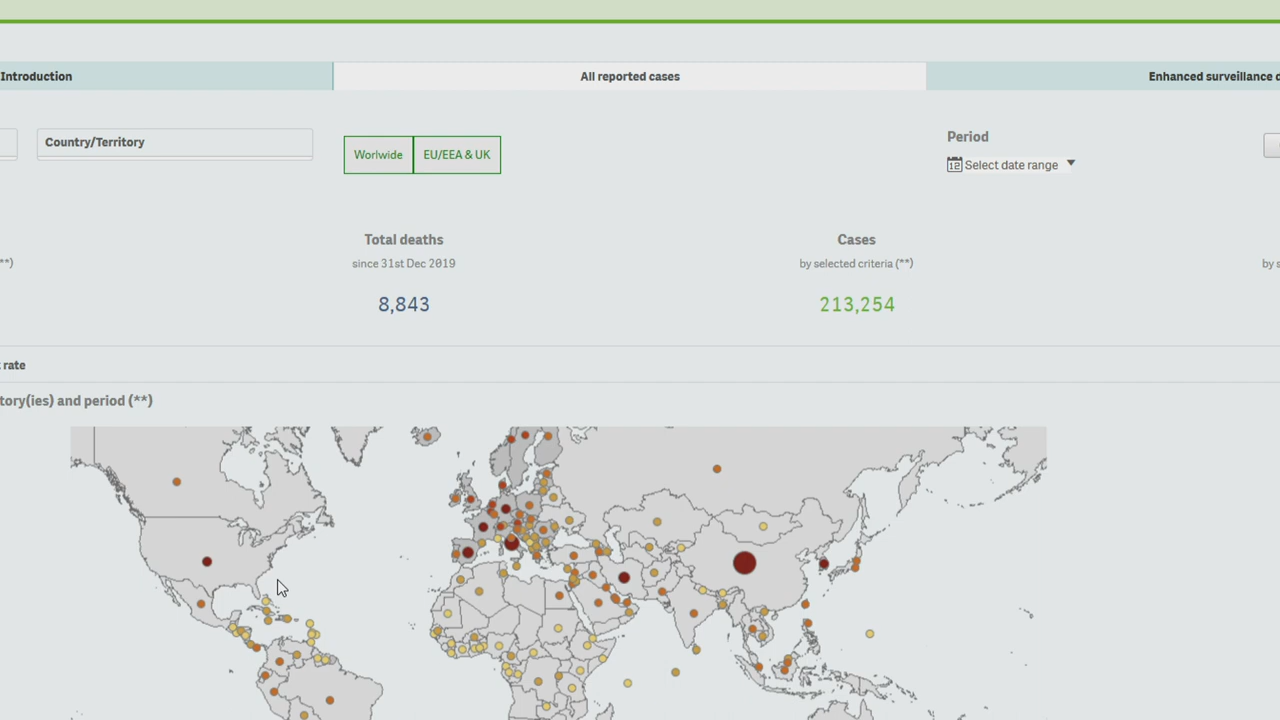 Introduction
All reported cases
Enhanced surveillance
Country/Territory
Worlwide
EU/EEA & UK
Period
12 Select date range
Total deaths
since 31st Dec 2019
8,843
Cases
by selected criteria (**)
213,254
**)
by s
rate
tory(ies) and period (**)